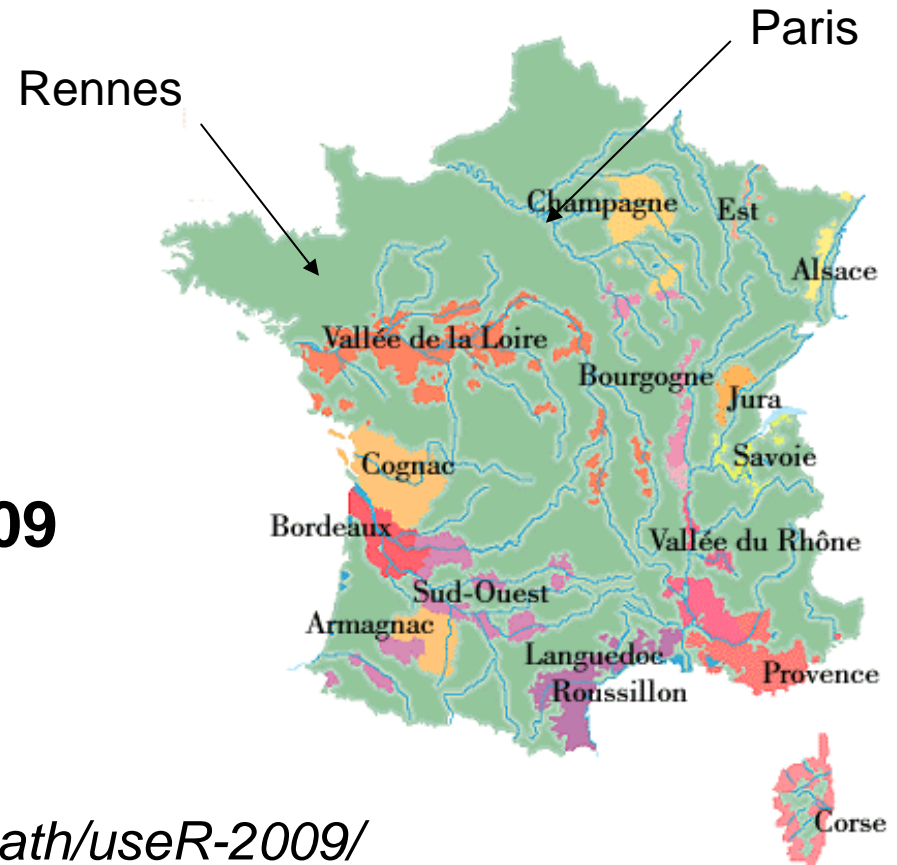 Paris
Rennes
Champagne
Est
Alsace
Vallée de la Loire
Bourgogne
Jura
Savoie
Cognac
09
Bordeaux
Vallée du Rhône
Sud-Ouest
Armagnac
Languedoc
Provence
Roussillon
Corse
ath/useR-2009/